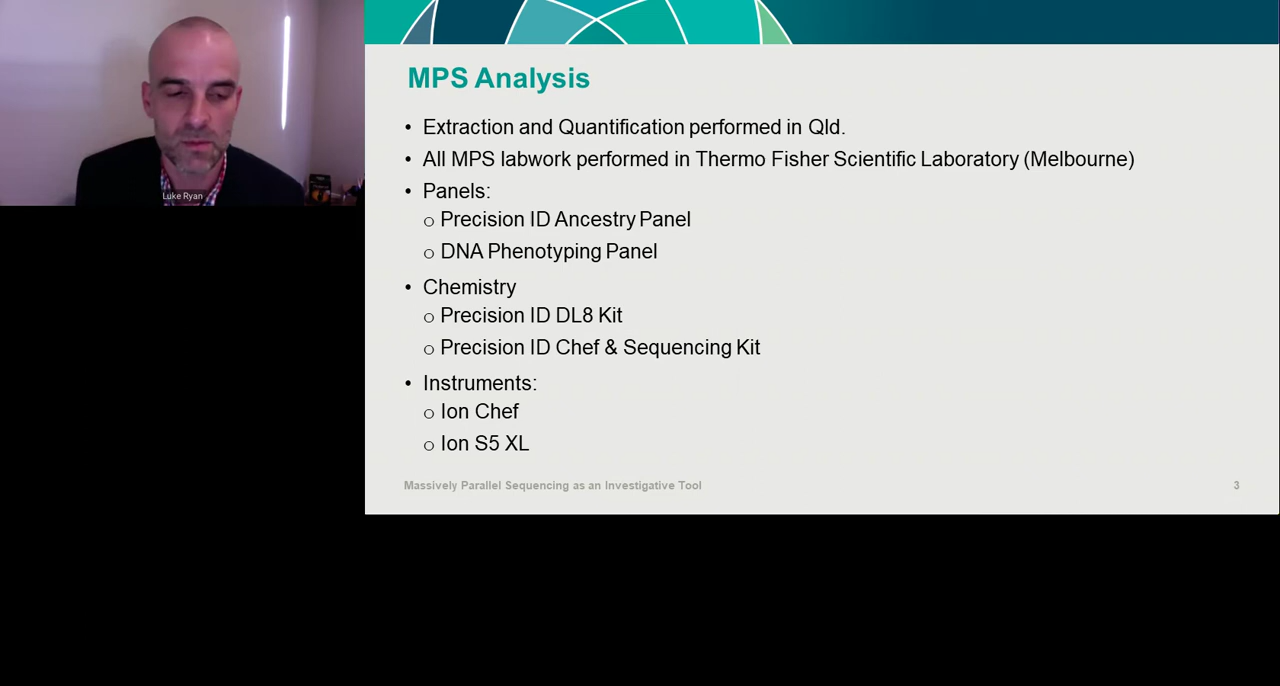 Luke Ryan
MPS Analysis
• Extraction and Quantification performed in Qld.
• All MPS labwork performed in Thermo Fisher Scientific Laboratory (Melbourne)
• Panels:
o Precision ID Ancestry Panel
o DNA Phenotyping Panel
• Chemistry
o Precision ID DL8 Kit
o Precision ID Chef & Sequencing Kit
• Instruments:
o Ion Chef
o Ion S5 XL
Massively Parallel Sequencing as an Investigative Tool
3